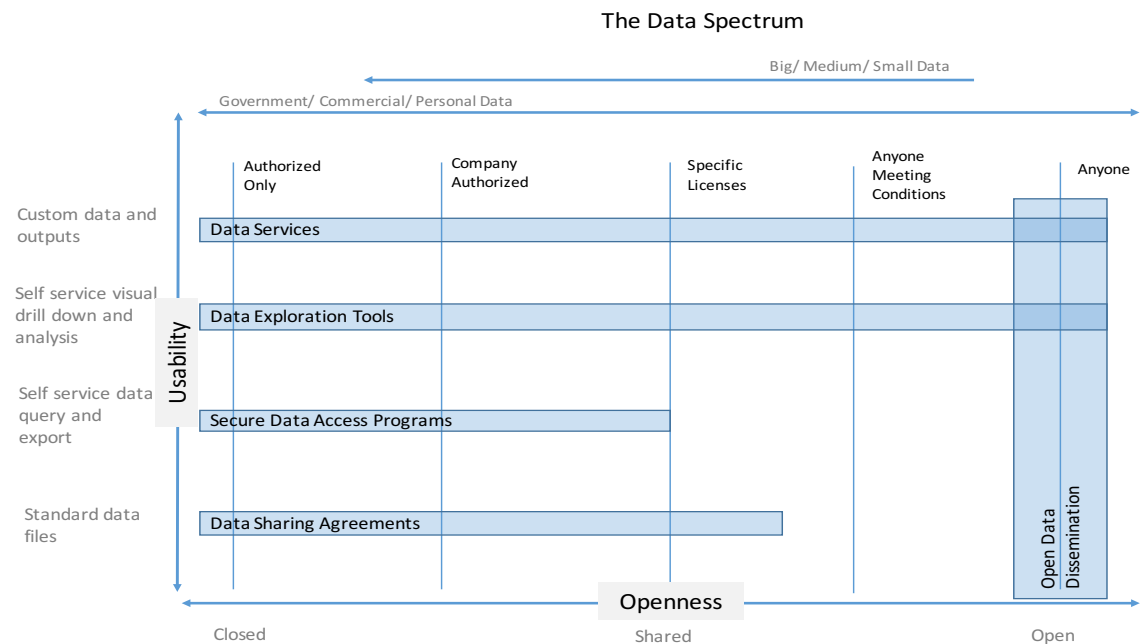 The Data Spectrum
Big/ Medium/ Small Data
Government/ Commercial/ Personal Data
Authorized
Only
Company
Authorized
Specific
Licenses
Anyone
Meeting
Conditions
Anyone
Custom data and
outputs
Data Services
Self service visual
drill down and
analysis
Data Exploration Tools
Usability
Self service data
query and
export
Secure Data Access Programs
Standard data
files
Data Sharing Agreements
Open Data
Dissemination
Openness
Closed
Shared
Open